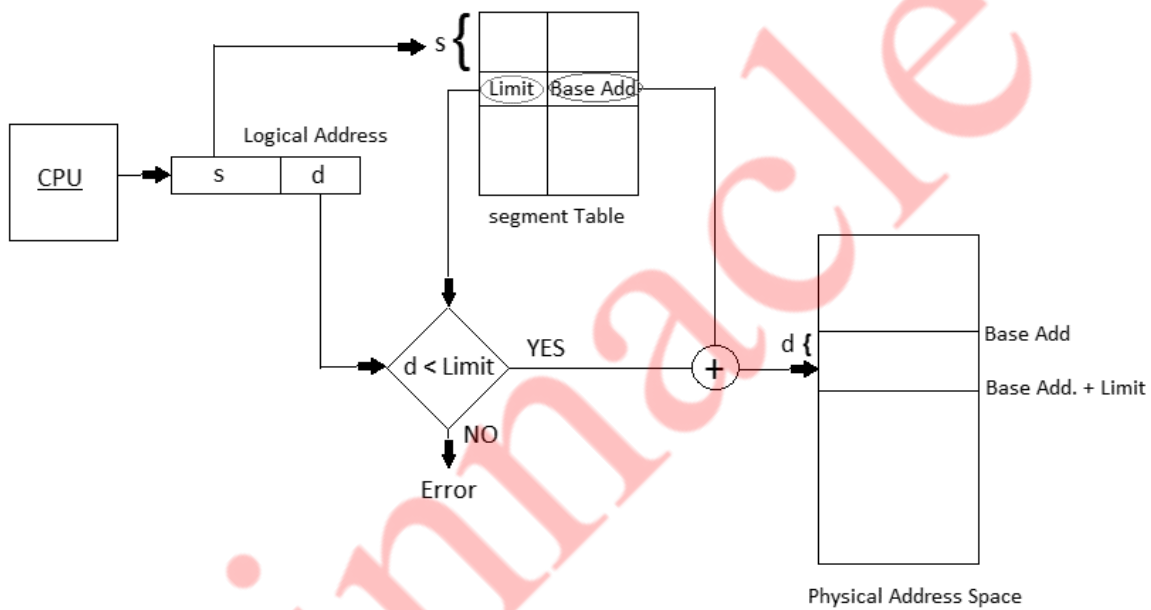 s {
Limit
Base Add
segment Table
Logical Address
CPU
s
d
d < Limit
YES
NO
Error
+
d {
Base Add
Base Add. + Limit
Physical Address Space
innacle